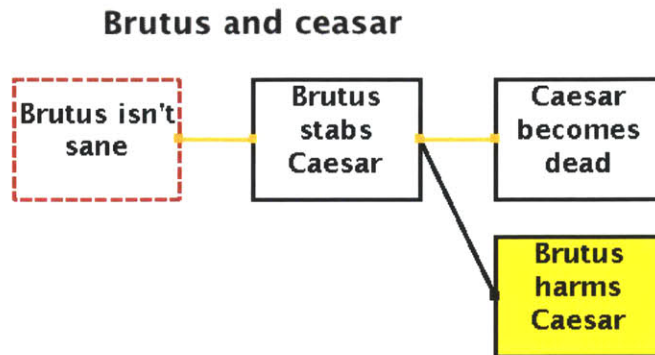 Brutus and ceasar
Brutus isn't
sane
Brutus
stabs
Caesar
Caesar
becomes
dead
Brutus
harms
Caesar